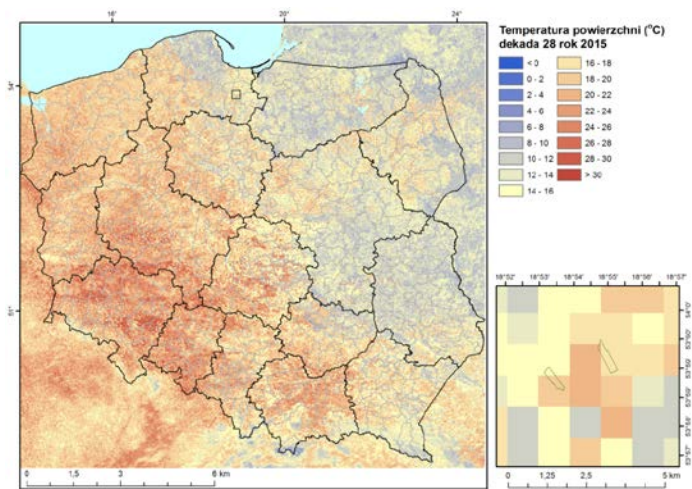 16° 20° 24°
54°
51°
0 1,5 3 6 km
Temperatura powierzchni (°C)
dekada 28 rok 2015
< 0
0 - 2
2 - 4
4 - 6
6 - 8
8 - 10
10 - 12
12 - 14
14 - 16
16 - 18
18 - 20
20 - 22
22 - 24
24 - 26
26 - 28
28 - 30
> 30
18°52' 18°53' 18°54' 18°55' 18°56' 18°57'
54°0'
53°59'
53°58'
53°57'
0 1,25 2,5 5 km